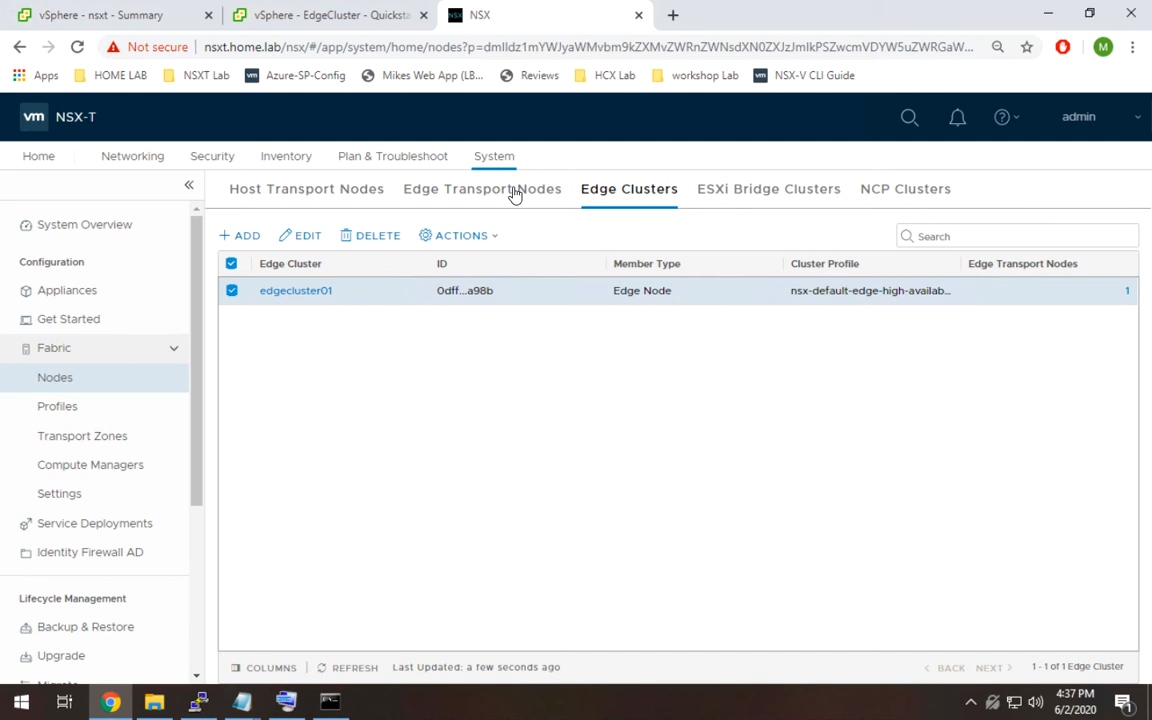 vSphere - nsxt - Summary
vSphere - EdgeCluster - Quicksta
NSX
NSX
Not secure nsxt.home.lab/nsx/#/app/system/home/nodes?p=
M
Apps HOME LAB NSXT Lab Azure-SP-Config Mikes Web App (LB... Reviews HCX Lab workshop Lab vm NSX-V CLI Guide
vm NSX-T admin
Home Networking Security Inventory Plan & Troubleshoot System
Host Transport Nodes Edge Transport Nodes Edge Clusters ESXi Bridge Clusters NCP Clusters
System Overview
Configuration
Appliances
Get Started
Fabric
Nodes
Profiles
Transport Zones
Compute Managers
Settings
Service Deployments
Identity Firewall AD
Lifecycle Management
Backup & Restore
Upgrade
+ ADD EDIT DELETE ACTIONS
Search
Edge Cluster ID Member Type Cluster Profile Edge Transport Nodes
edgecluster01 0dff...a98b Edge Node nsx-default-edge-high-availab... 1
COLUMNS REFRESH Last Updated: a few seconds ago BACK NEXT 1 - 1 of 1 Edge Cluster
4:37 PM
6/2/2020
1